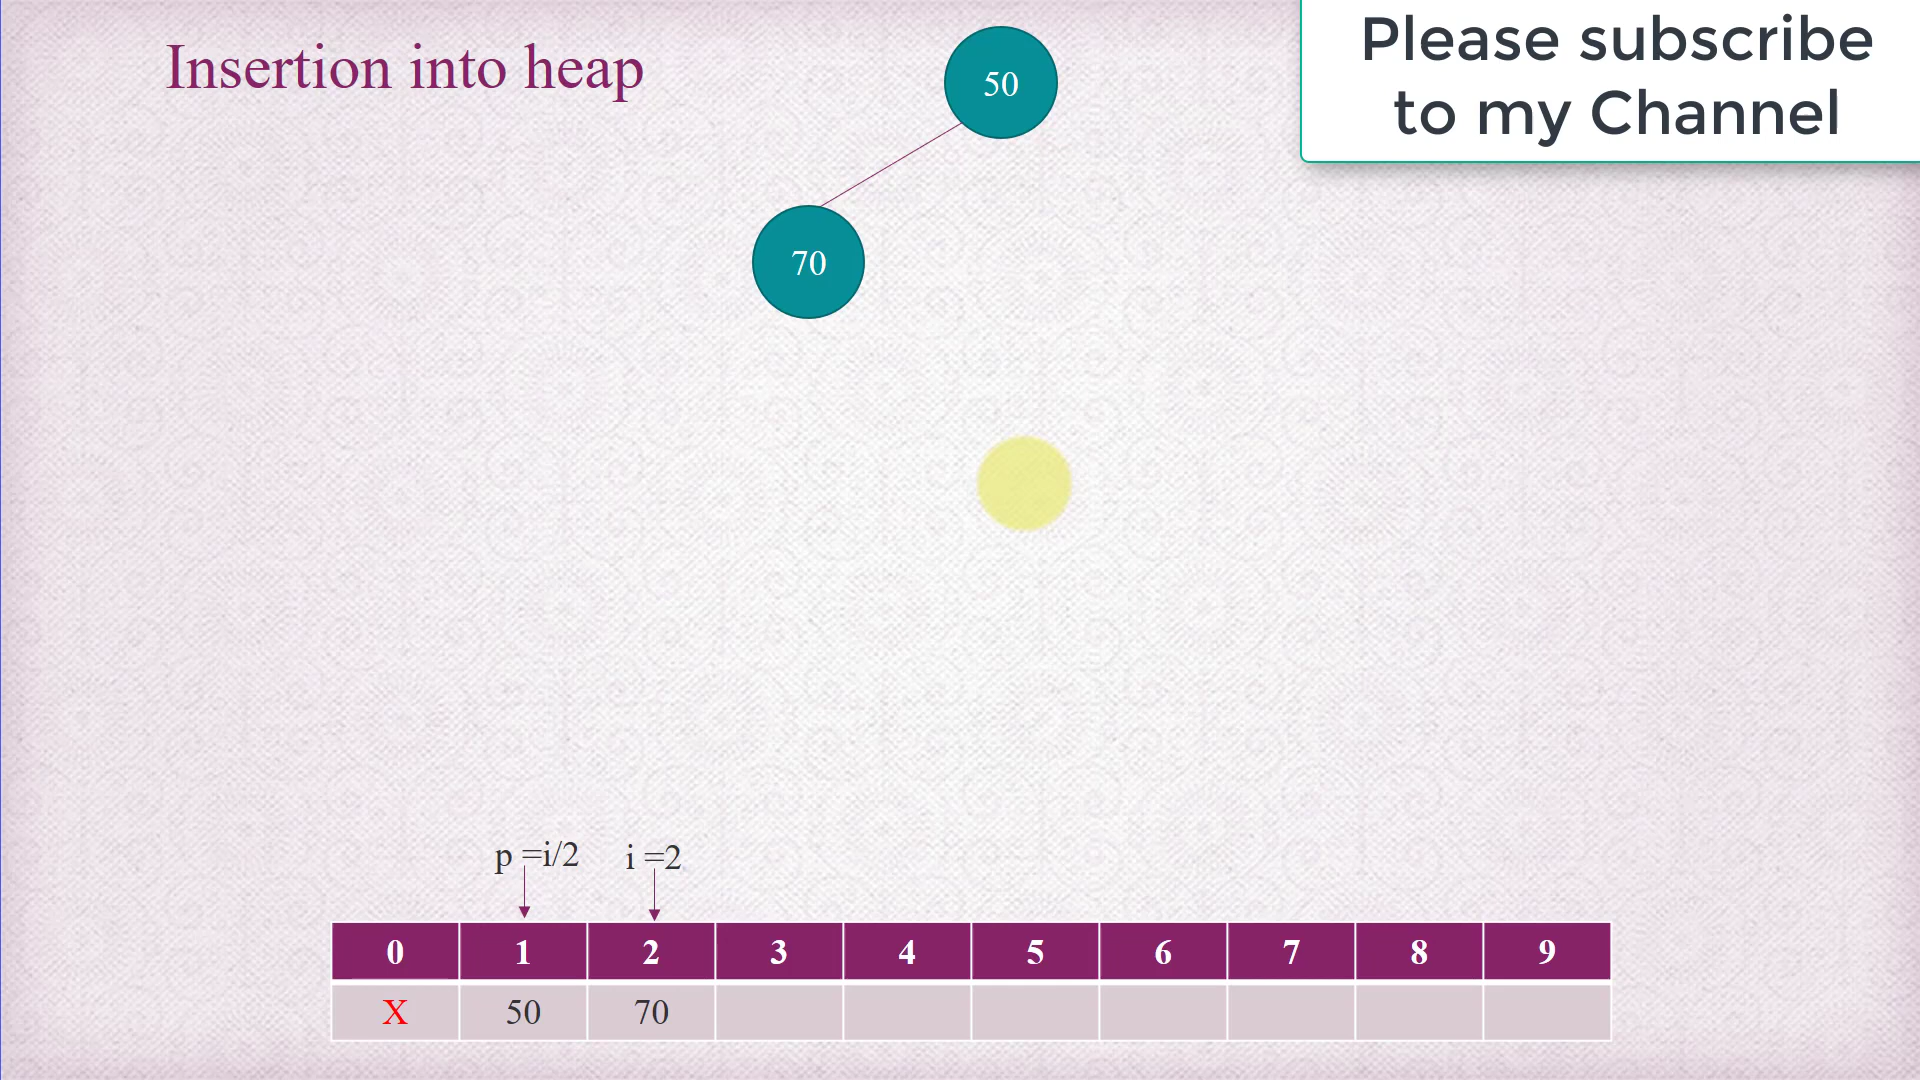 Insertion into heap
Please subscribe
to my Channel
50
70
p =i/2 i =2
0 1 2 3 4 5 6 7 8 9
X 50 70